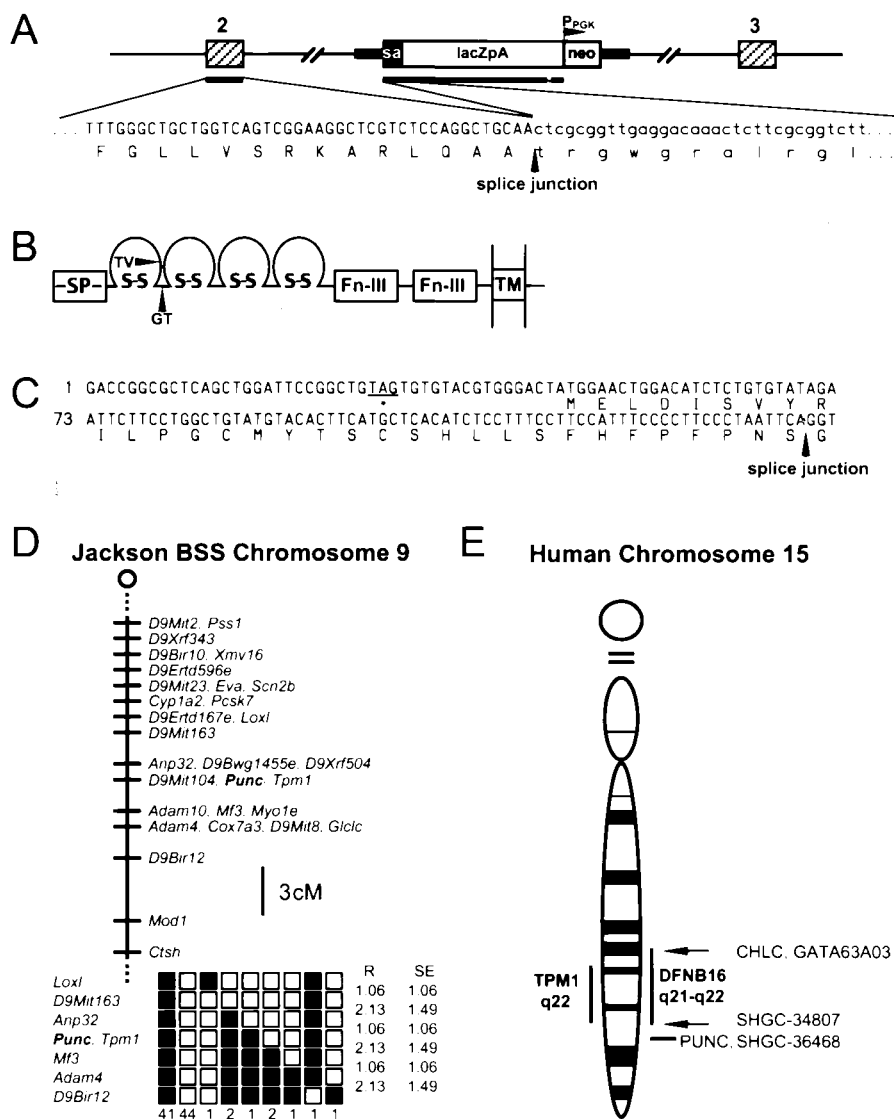 A
2
sa
lacZpA
PPGK
neo
3
... TTTGGGCTGCTGGTCAGTCGGAAGGCTCGTCTCCAGGCTGCAActcgcggttgaggacaaactcttcgcggtctt ...
F G L L V S R K A R L Q A A t r g w g r a l r g l ...
splice junction
B
-SP-
TV
S-S
S-S
S-S
S-S
GT
Fn-III
Fn-III
TM
C
1 GACCGGCGCTCAGCTGGATTCCGGCTGTAGTGTGTACGTGGGACTATGGAACTGGACATCTCTGTGTATAGA
* M E L D I S V Y R
73 ATTCTTCCTGGCTGTATGTACACTTCATGCTCACATCTCCTTTCCTTCCATTTCCCCTTCCCTAATTCAGGT
I L P G C M Y T S C S H L L S F H F P F P N S G
splice junction
D
Jackson BSS Chromosome 9
D9Mit2, Pss1
D9Xrf343
D9Bir10, Xmv16
D9Ertd596e
D9Mit23, Eva, Scn2b
Cyp1a2, Pcsk7
D9Ertd167e, Loxl
D9Mit163
Anp32, D9Bwg1455e, D9Xrf504
D9Mit104, Punc, Tpm1
Adam10, Mf3, Myo1e
Adam4, Cox7a3, D9Mit8, Glclc
D9Bir12
3cM
Mod1
Ctsh
R SE
Loxl
1.06 1.06
D9Mit163
2.13 1.49
Anp32
1.06 1.06
Punc, Tpm1
2.13 1.49
Mf3
1.06 1.06
Adam4
2.13 1.49
D9Bir12
41 44 1 2 1 2 1 1 1
E
Human Chromosome 15
CHLC, GATA63A03
TPM1
q22
DFNB16
q21-q22
SHGC-34807
PUNC, SHGC-36468